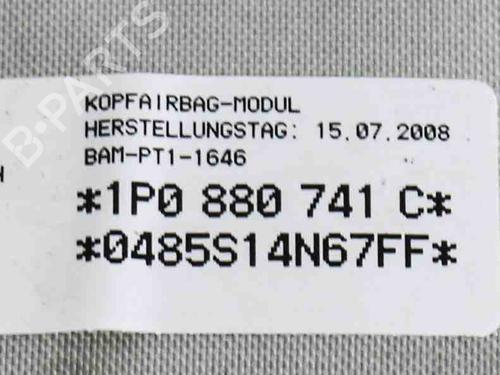 B-PARTS
KOPFAIRBAG-MODUL
HERSTELLUNGSTAG: 15.07.2008
BAM-PT1-1646
*1P0 880 741 C*
*0485S14N67FF*